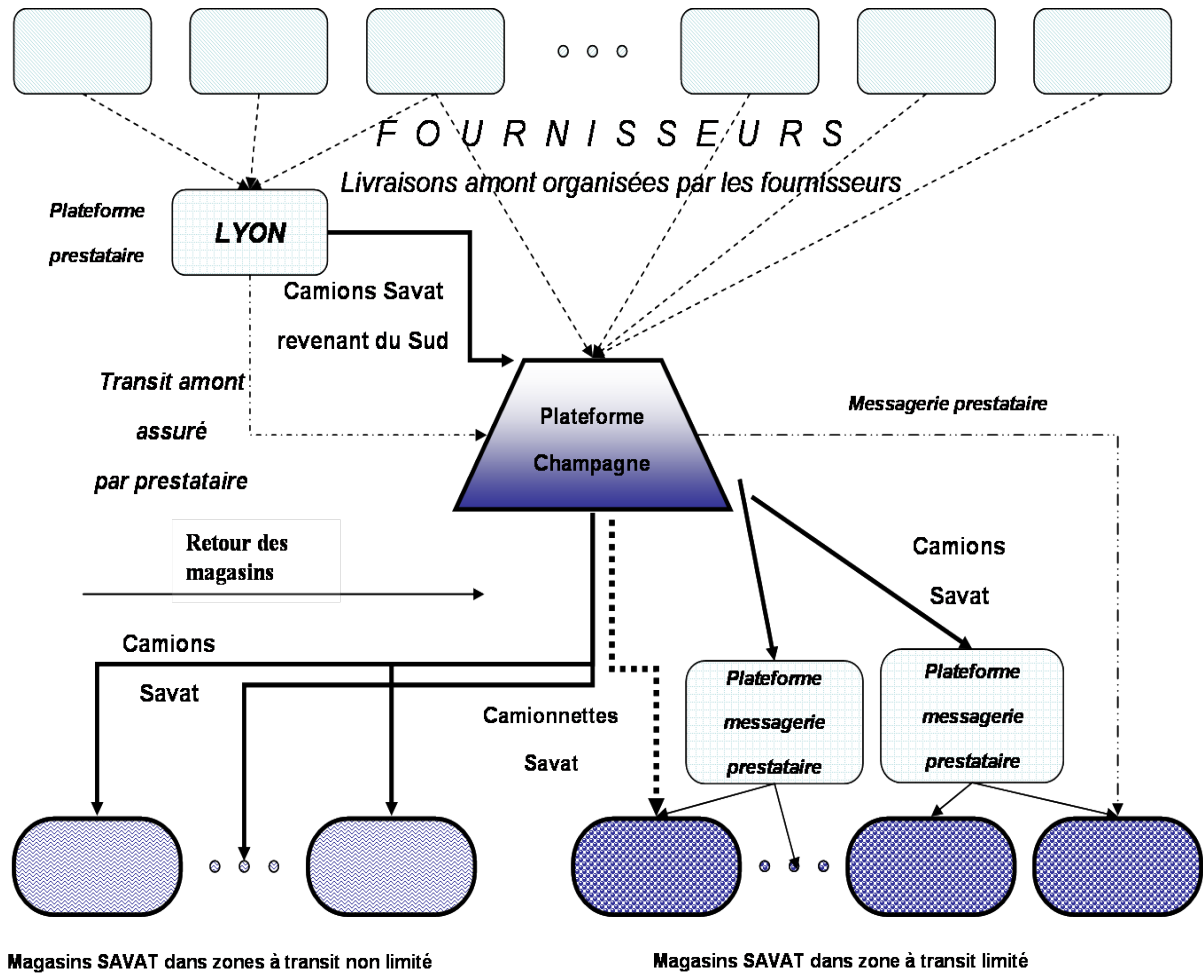 F O U R N I S S E U R S
Livraisons amont organisées par les fournisseurs
Plateforme
prestataire
LYON
Camions Savat
revenant du Sud
Transit amont
assuré
par prestataire
Plateforme
Champagne
Messagerie prestataire
Retour des
magasins
Camions
Savat
Camions
Savat
Camionnettes
Savat
Plateforme
messagerie
prestataire
Plateforme
messagerie
prestataire
Magasins SAVAT dans zones à transit non limité
Magasins SAVAT dans zone à transit limité